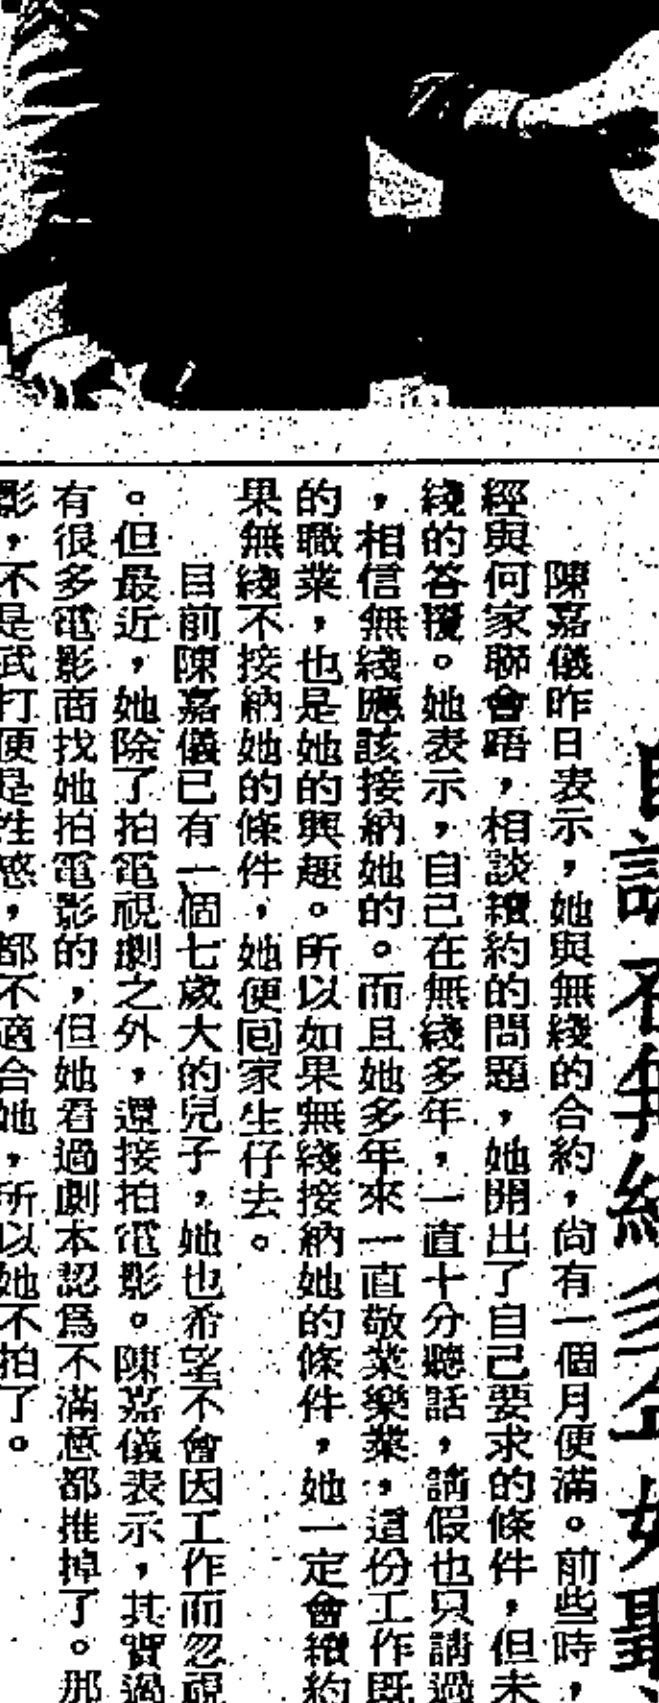 陳嘉儀昨日表示，她與無綫的合約，尚有一個月便滿。前些時，
經與何家聯會晤，相談續約的問題，她開出了自己要求的條件，但未
綫的答覆。她表示，自己在無綫多年，一直十分聽話，請假也只請過
，相信無綫應該接納她的。而且她多年來一直敬業樂業，這份工作既
的職業，也是她的興趣。所以如果無綫接納她的條件，她一定會續約
果無綫不接納她的條件，她便回家生仔去。
目前陳嘉儀已有一個七歲大的兒子，她也希望不會因工作而忽視
。但最近，她除了拍電視劇之外，還接拍電影。陳嘉儀表示，其實過
有很多電影商找她拍電影的，但她看過劇本認爲不滿意都推掉了。那
影，不是武打便是性感，都不適合她，所以她不拍了。